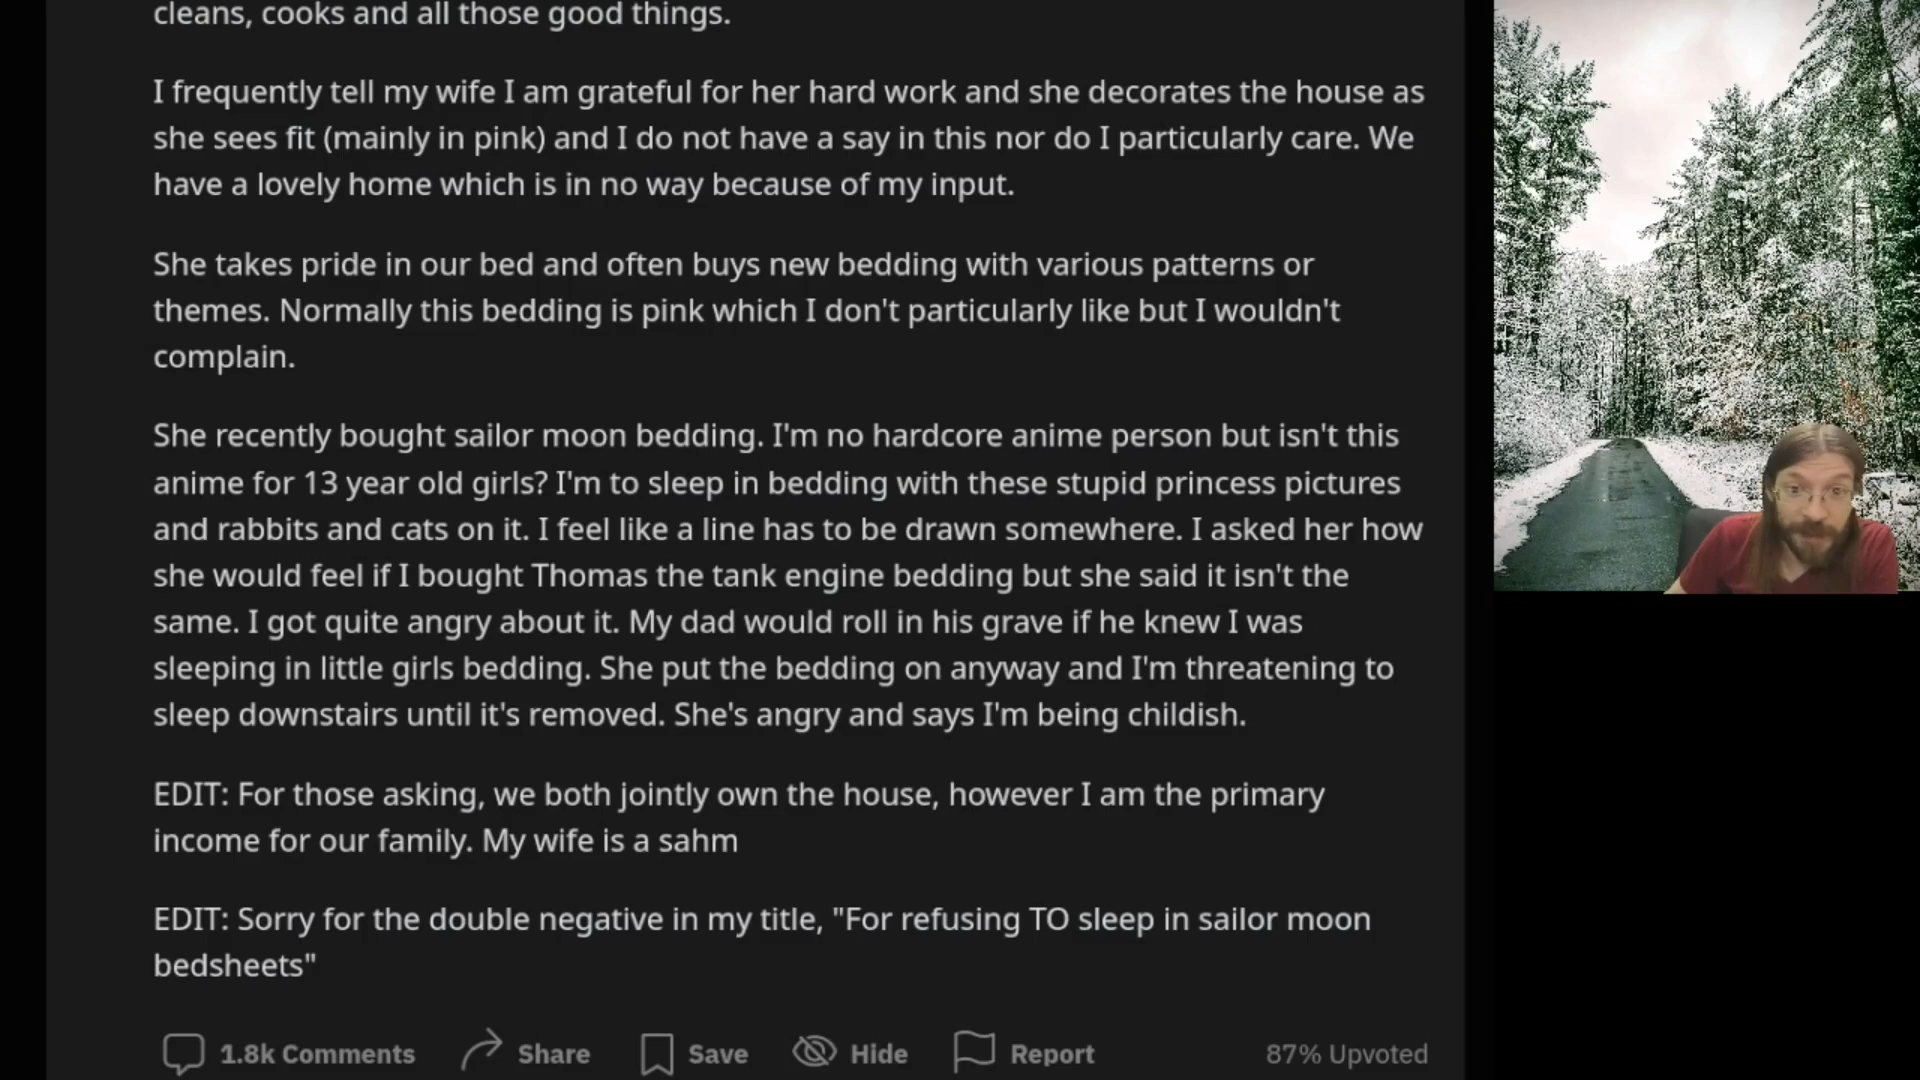 cleans, cooks and all those good things.
I frequently tell my wife I am grateful for her hard work and she decorates the house as
she sees fit (mainly in pink) and I do not have a say in this nor do I particularly care. We
have a lovely home which is in no way because of my input.
She takes pride in our bed and often buys new bedding with various patterns or
themes. Normally this bedding is pink which I don't particularly like but I wouldn't
complain.
She recently bought sailor moon bedding. I'm no hardcore anime person but isn't this
anime for 13 year old girls? I'm to sleep in bedding with these stupid princess pictures
and rabbits and cats on it. I feel like a line has to be drawn somewhere. I asked her how
she would feel if I bought Thomas the tank engine bedding but she said it isn't the
same. I got quite angry about it. My dad would roll in his grave if he knew I was
sleeping in little girls bedding. She put the bedding on anyway and I'm threatening to
sleep downstairs until it's removed. She's angry and says I'm being childish.
EDIT: For those asking, we both jointly own the house, however I am the primary
income for our family. My wife is a sahm
EDIT: Sorry for the double negative in my title, "For refusing TO sleep in sailor moon
bedsheets"
1.8k Comments Share Save Hide Report 87% Upvoted